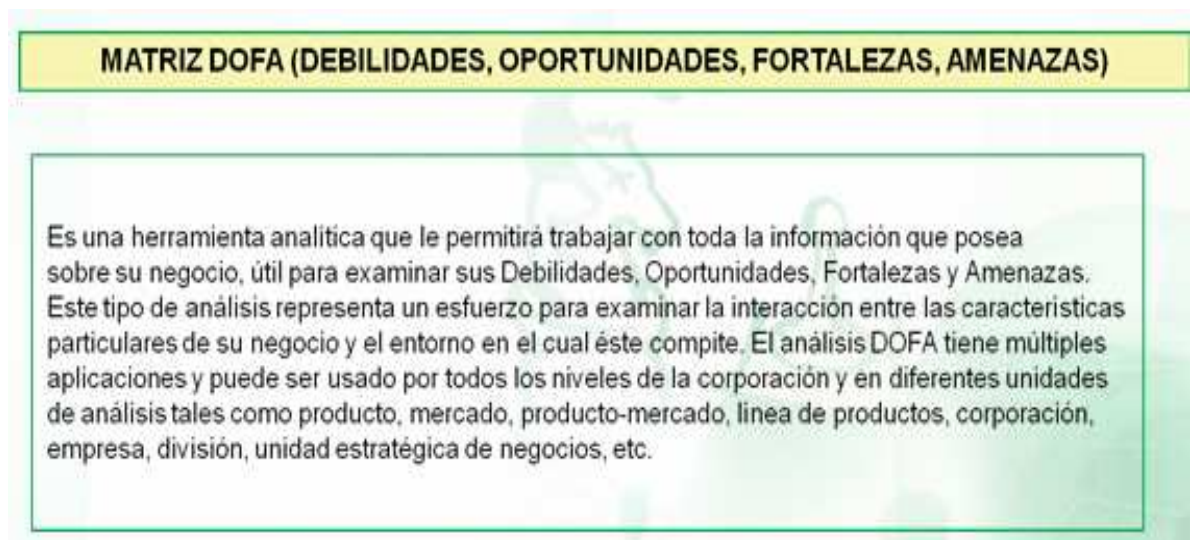 MATRIZ DOFA (DEBILIDADES, OPORTUNIDADES, FORTALEZAS, AMENAZAS)
Es una herramienta analítica que le permitirá trabajar con toda la información que posea
sobre su negocio, útil para examinar sus Debilidades, Oportunidades, Fortalezas y Amenazas.
Este tipo de análisis representa un esfuerzo para examinar la interacción entre las características
particulares de su negocio y el entorno en el cual éste compite. El análisis DOFA tiene múltiples
aplicaciones y puede ser usado por todos los niveles de la corporación y en diferentes unidades
de análisis tales como producto, mercado, producto-mercado, línea de productos, corporación,
empresa, división, unidad estratégica de negocios, etc.